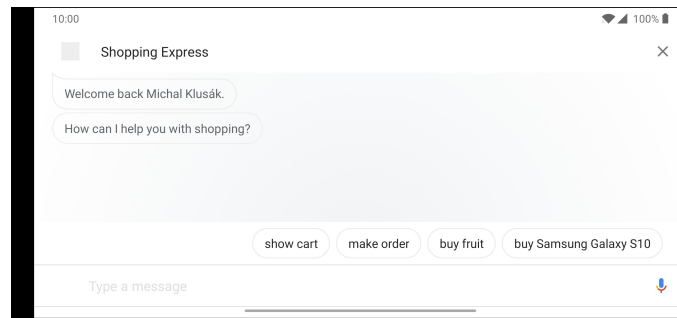 10:00 100%
Shopping Express
Welcome back Michal Klusák.
How can I help you with shopping?
show cart make order buy fruit buy Samsung Galaxy S10
Type a message